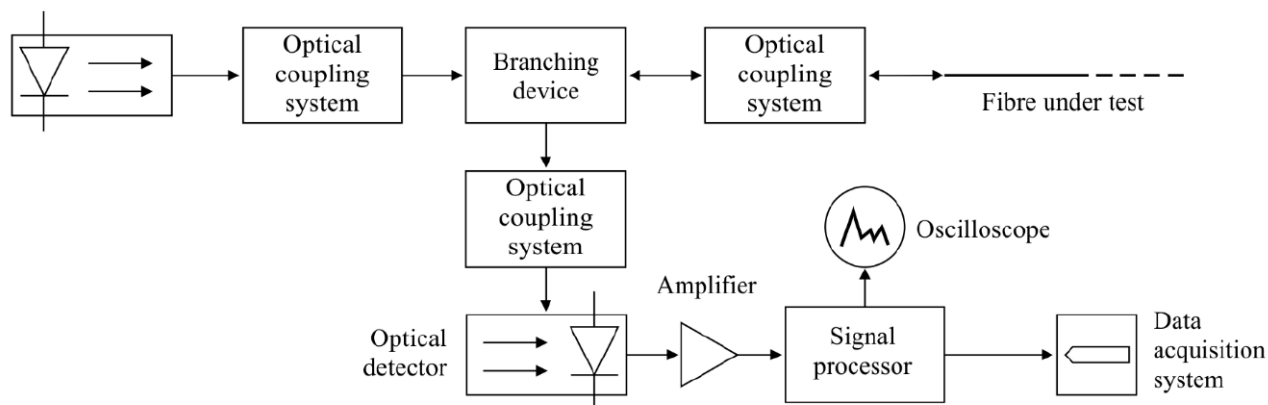 Optical
coupling
system
Branching
device
Optical
coupling
system
Fibre under test
Optical
coupling
system
Oscilloscope
Amplifier
Optical
detector
Signal
processor
Data
acquisition
system